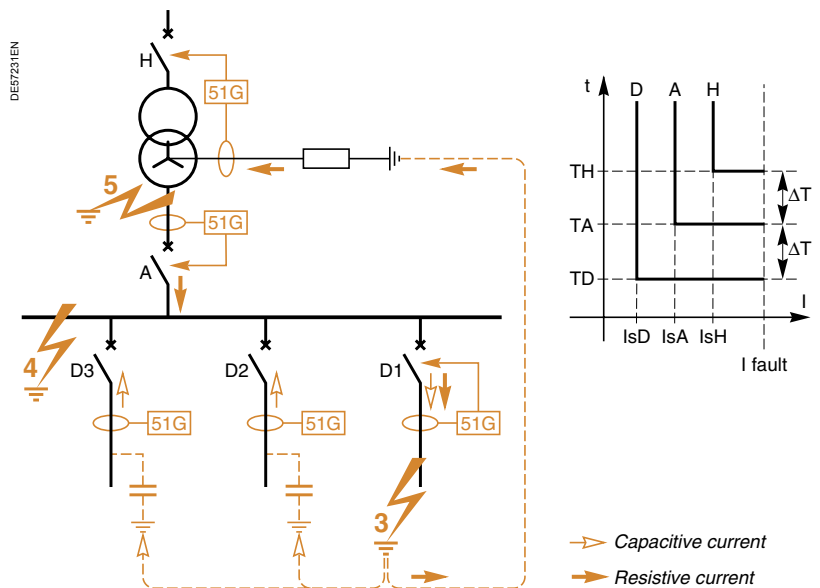 DE57231EN
H
51G
5
51G
A
4
D3
D2
D1
51G
51G
51G
3
t
D
A
H
TH
ΔT
TA
ΔT
TD
I
IsD
IsA
IsH
I fault
Capacitive current
Resistive current